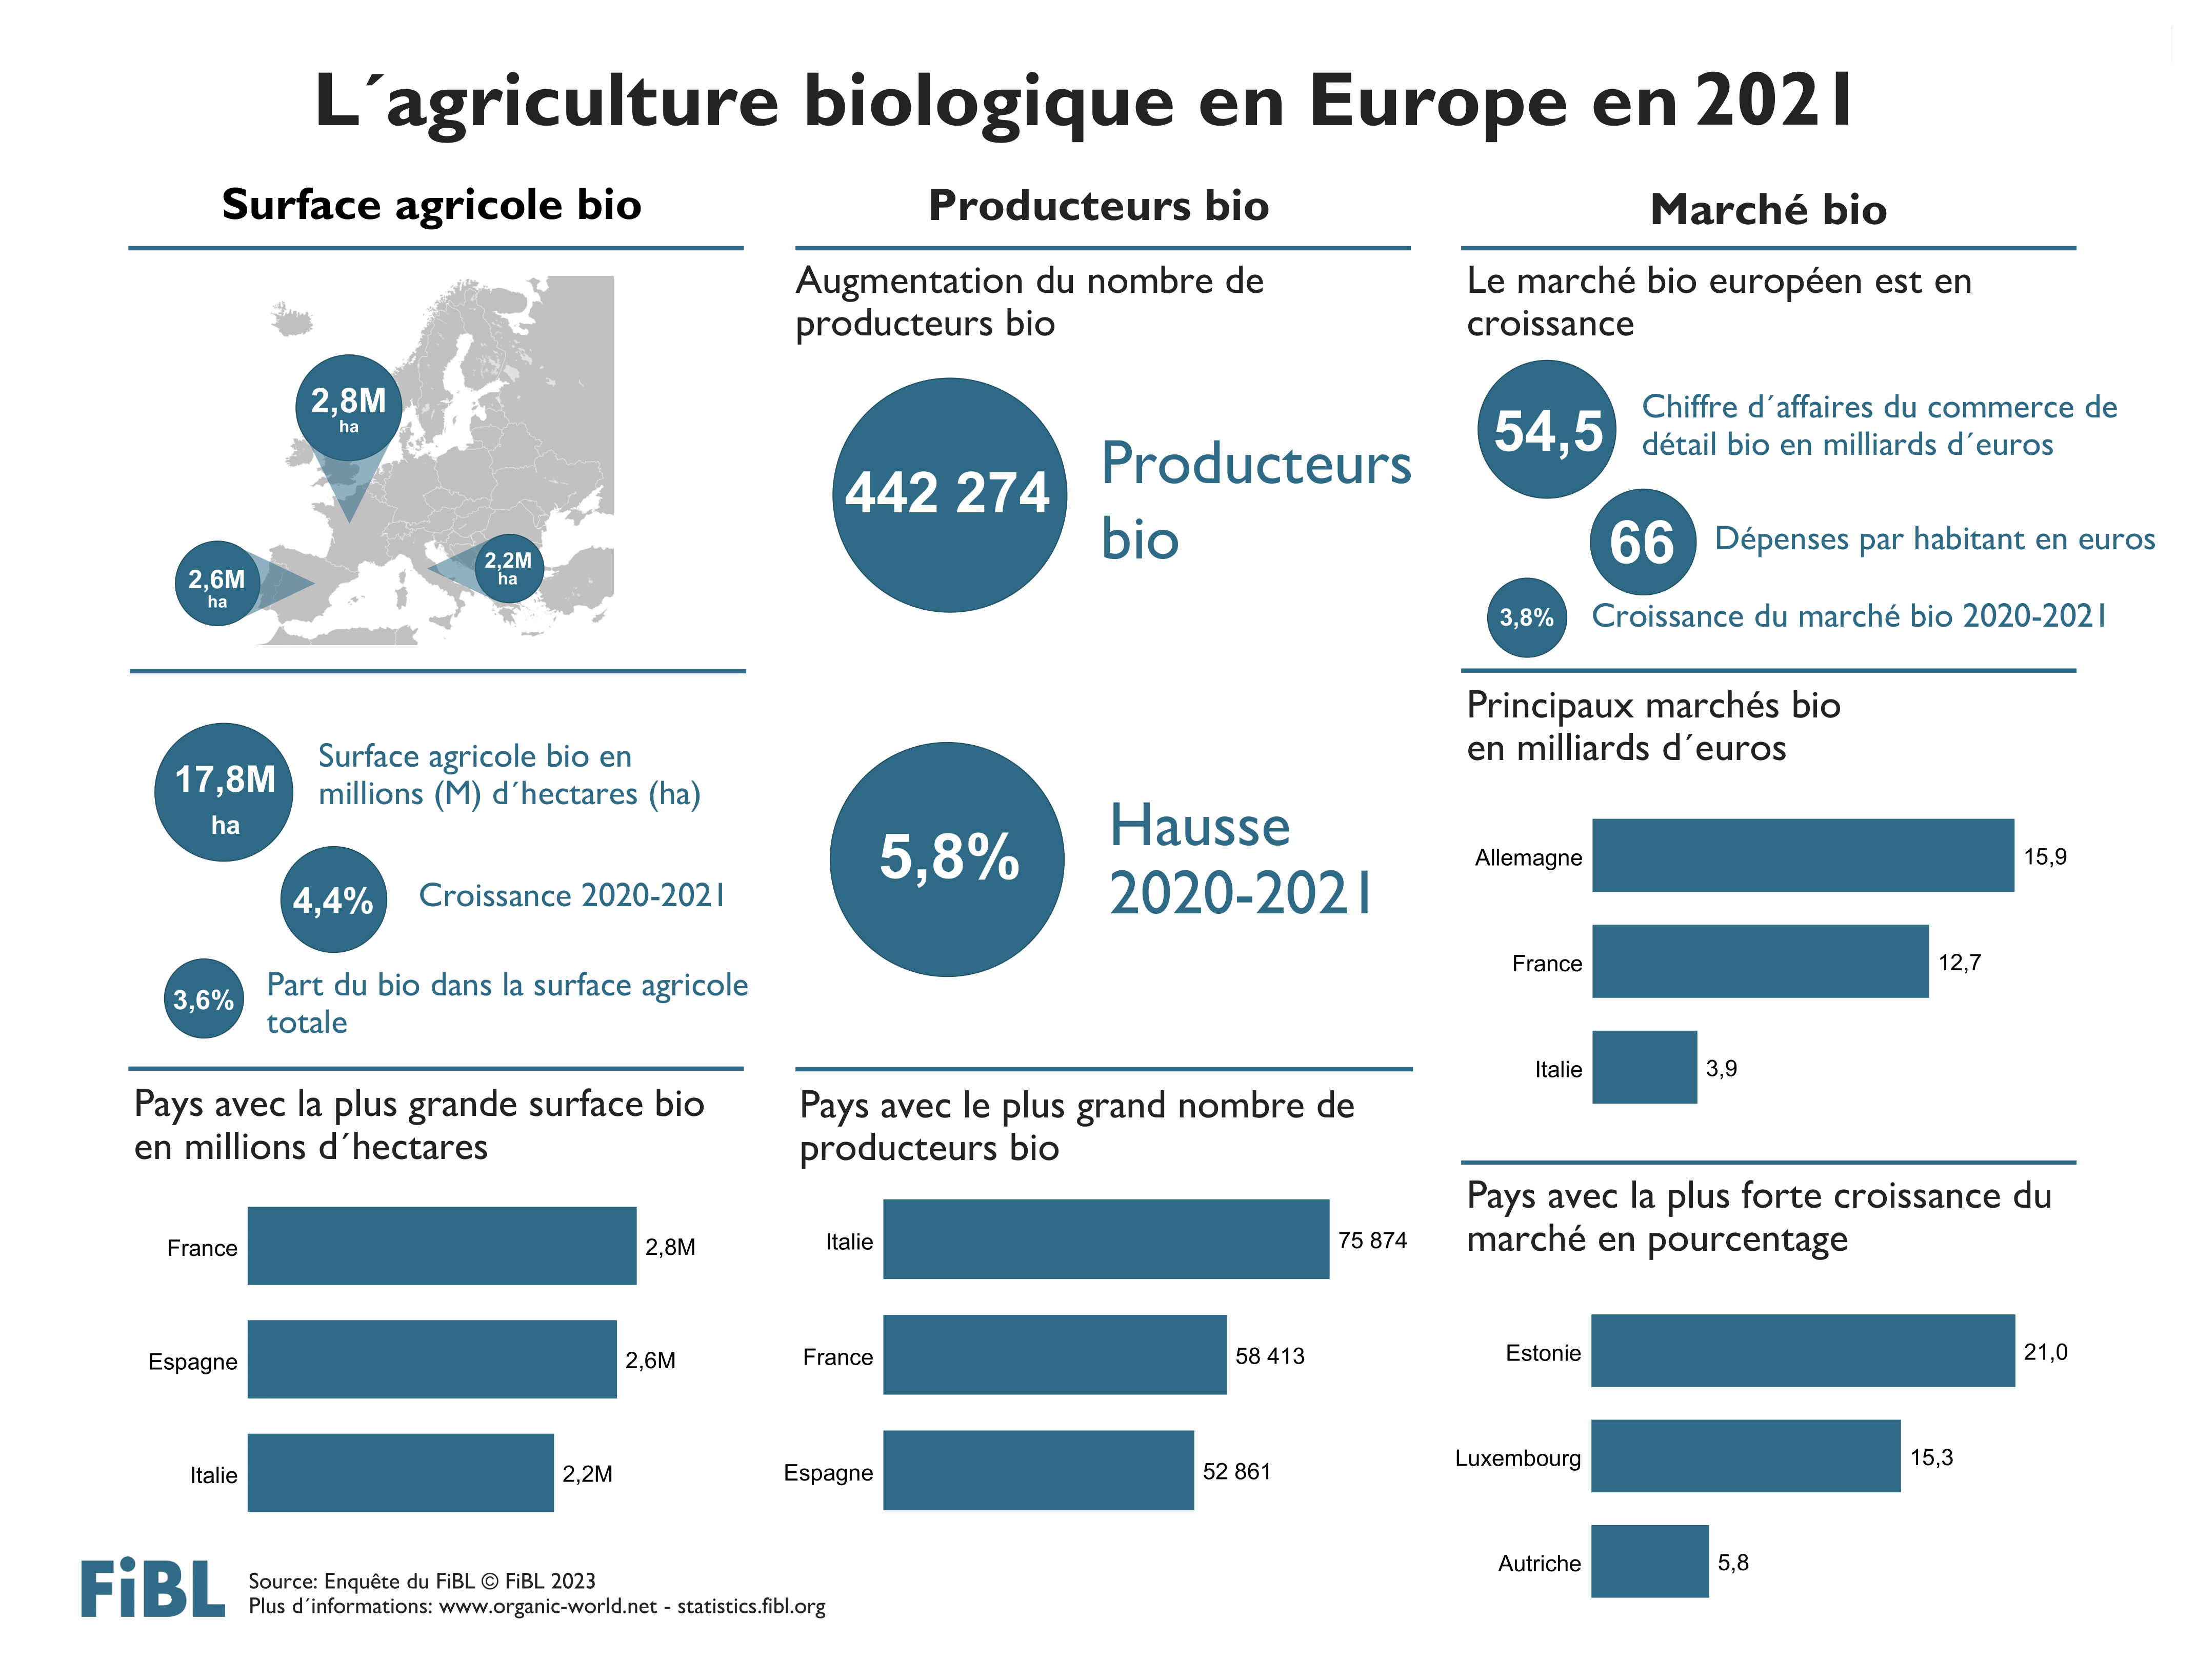 L´agriculture biologique en Europe en 2021
Surface agricole bio
2,8M
ha
2,6M
ha
2,2M
ha
17,8M
ha
Surface agricole bio en
millions (M) d´hectares (ha)
4,4%
Croissance 2020-2021
3,6%
Part du bio dans la surface agricole
totale
Pays avec la plus grande surface bio
en millions d´hectares
France 2,8M
Espagne 2,6M
Italie 2,2M
Producteurs bio
Augmentation du nombre de
producteurs bio
442 274
Producteurs
bio
5,8%
Hausse
2020-2021
Pays avec le plus grand nombre de
producteurs bio
Italie 75 874
France 58 413
Espagne 52 861
Marché bio
Le marché bio européen est en
croissance
54,5
Chiffre d´affaires du commerce de
détail bio en milliards d´euros
66
Dépenses par habitant en euros
3,8%
Croissance du marché bio 2020-2021
Principaux marchés bio
en milliards d´euros
Allemagne 15,9
France 12,7
Italie 3,9
Pays avec la plus forte croissance du
marché en pourcentage
Estonie 21,0
Luxembourg 15,3
Autriche 5,8
FiBL
Source: Enquête du FiBL © FiBL 2023
Plus d´informations: www.organic-world.net - statistics.fibl.org